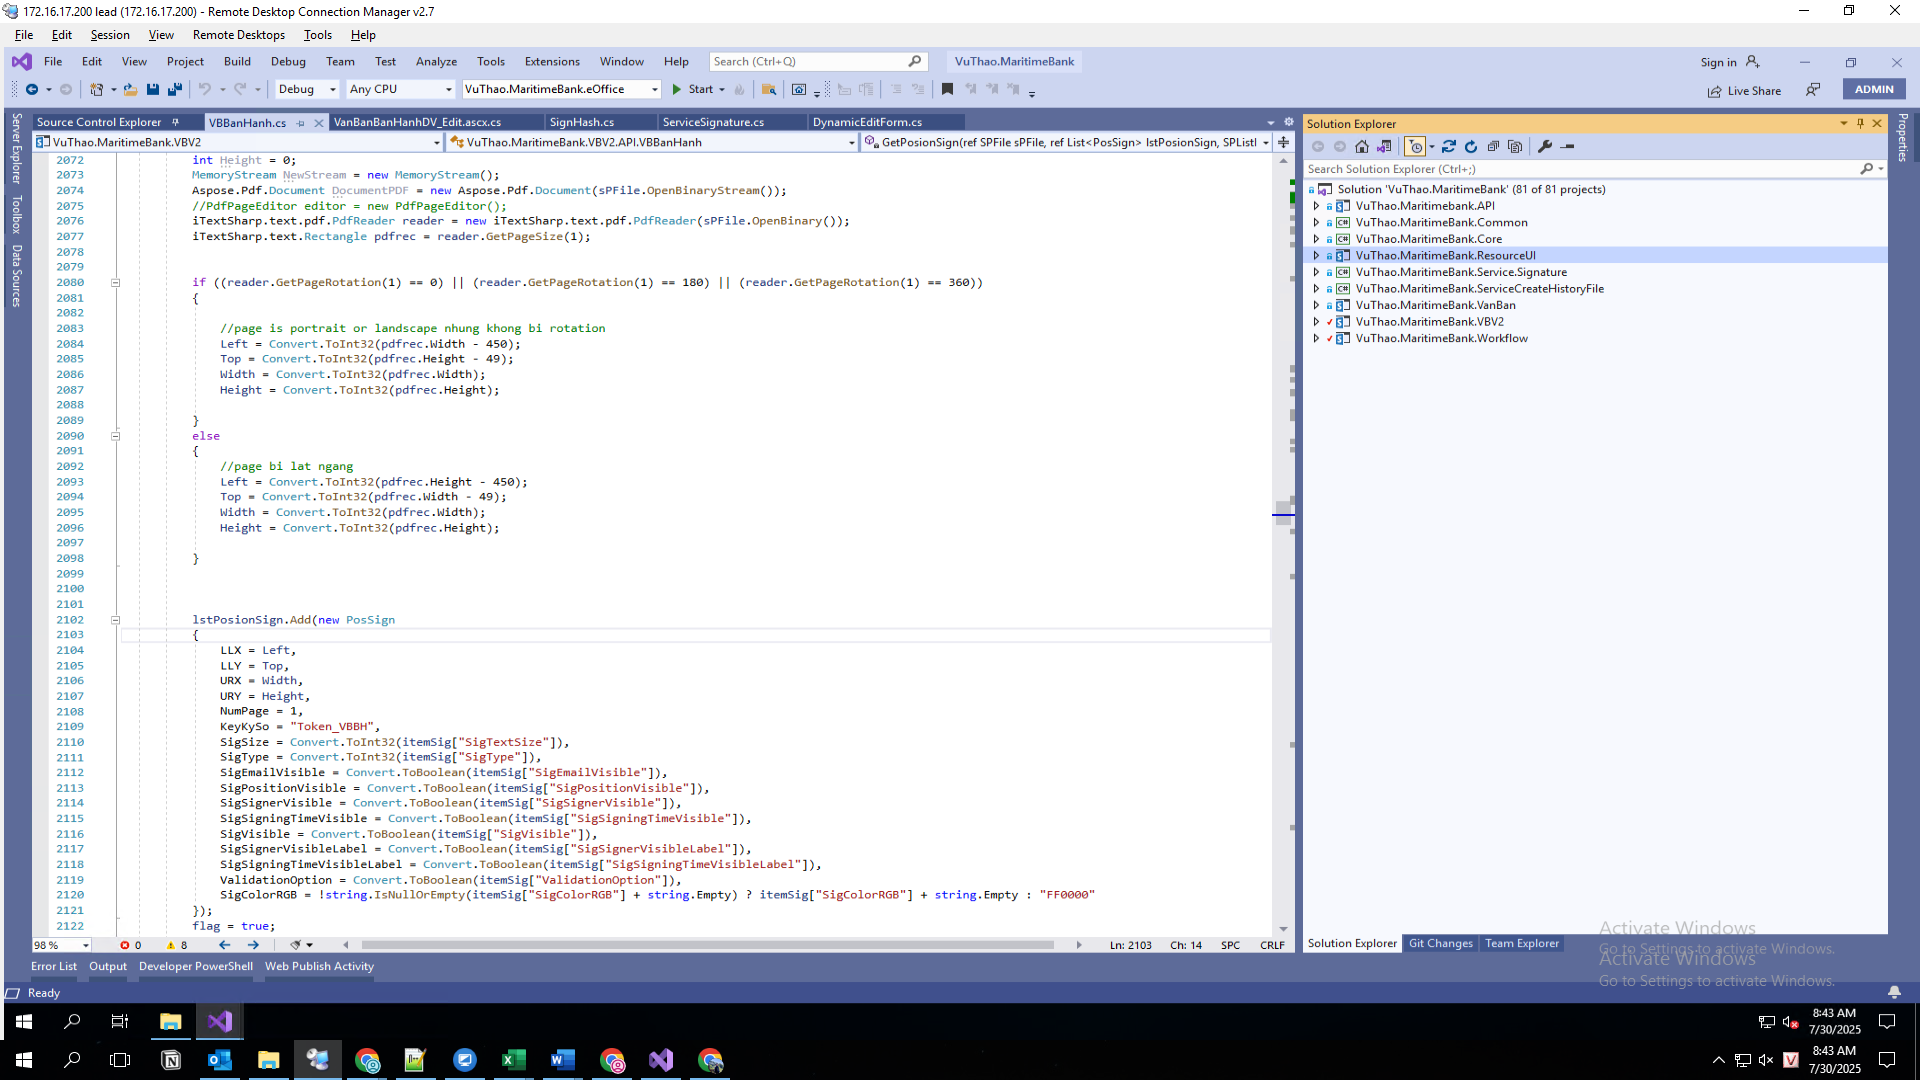 172.16.17.200 lead (172.16.17.200) - Remote Desktop Connection Manager v2.7
File Edit Session View Remote Desktops Tools Help
File Edit View Project Build Debug Team Test Analyze Tools Extensions Window Help Search (Ctrl+Q) VuThao.MaritimeBank Sign in
Debug Any CPU VuThao.MaritimeBank.eOffice Start Live Share ADMIN
Server Explorer
Toolbox
Data Sources
Source Control Explorer VBBanHanh.cs VanBanBanHanhDV_Edit.ascx.cs SignHash.cs ServiceSignature.cs DynamicEditForm.cs
VuThao.MaritimeBank.VBV2 VuThao.MaritimeBank.VBV2.API.VBBanHanh GetPosionSign(ref SPFile sPFile, ref List<PosSign> lstPosionSign, SPListI
2072 int Height = 0;
2073 MemoryStream NewStream = new MemoryStream();
2074 Aspose.Pdf.Document DocumentPDF = new Aspose.Pdf.Document(sPFile.OpenBinaryStream());
2075 //PdfPageEditor editor = new PdfPageEditor();
2076 iTextSharp.text.pdf.PdfReader reader = new iTextSharp.text.pdf.PdfReader(sPFile.OpenBinary());
2077 iTextSharp.text.Rectangle pdfrec = reader.GetPageSize(1);
2078
2079
2080 if ((reader.GetPageRotation(1) == 0) || (reader.GetPageRotation(1) == 180) || (reader.GetPageRotation(1) == 360))
2081 {
2082
2083 //page is portrait or landscape nhung khong bi rotation
2084 Left = Convert.ToInt32(pdfrec.Width - 450);
2085 Top = Convert.ToInt32(pdfrec.Height - 49);
2086 Width = Convert.ToInt32(pdfrec.Width);
2087 Height = Convert.ToInt32(pdfrec.Height);
2088
2089 }
2090 else
2091 {
2092 //page bi lat ngang
2093 Left = Convert.ToInt32(pdfrec.Height - 450);
2094 Top = Convert.ToInt32(pdfrec.Width - 49);
2095 Width = Convert.ToInt32(pdfrec.Width);
2096 Height = Convert.ToInt32(pdfrec.Height);
2097
2098 }
2099
2100
2101
2102 lstPosionSign.Add(new PosSign
2103 {
2104 LLX = Left,
2105 LLY = Top,
2106 URX = Width,
2107 URY = Height,
2108 NumPage = 1,
2109 KeyKySo = "Token_VBBH",
2110 SigSize = Convert.ToInt32(itemSig["SigTextSize"]),
2111 SigType = Convert.ToInt32(itemSig["SigType"]),
2112 SigEmailVisible = Convert.ToBoolean(itemSig["SigEmailVisible"]),
2113 SigPositionVisible = Convert.ToBoolean(itemSig["SigPositionVisible"]),
2114 SigSignerVisible = Convert.ToBoolean(itemSig["SigSignerVisible"]),
2115 SigSigningTimeVisible = Convert.ToBoolean(itemSig["SigSigningTimeVisible"]),
2116 SigVisible = Convert.ToBoolean(itemSig["SigVisible"]),
2117 SigSignerVisibleLabel = Convert.ToBoolean(itemSig["SigSignerVisibleLabel"]),
2118 SigSigningTimeVisibleLabel = Convert.ToBoolean(itemSig["SigSigningTimeVisibleLabel"]),
2119 ValidationOption = Convert.ToBoolean(itemSig["ValidationOption"]),
2120 SigColorRGB = !string.IsNullOrEmpty(itemSig["SigColorRGB"] + string.Empty) ? itemSig["SigColorRGB"] + string.Empty : "FF0000"
2121 });
2122 flag = true;
98 % 0 8 Ln: 2103 Ch: 14 SPC CRLF
Error List Output Developer PowerShell Web Publish Activity
Ready
Solution Explorer
Search Solution Explorer (Ctrl+;)
Solution 'VuThao.MaritimeBank' (81 of 81 projects)
VuThao.Maritimebank.API
VuThao.MaritimeBank.Common
VuThao.MaritimeBank.Core
VuThao.MaritimeBank.ResourceUI
VuThao.MaritimeBank.Service.Signature
VuThao.MaritimeBank.ServiceCreateHistoryFile
VuThao.MaritimeBank.VanBan
VuThao.MaritimeBank.VBV2
VuThao.MaritimeBank.Workflow
Properties
Solution Explorer Git Changes Team Explorer
Activate Windows
Go to Settings to activate Windows.
Activate Windows
Go to Settings to activate Windows.
8:43 AM
7/30/2025
8:43 AM
7/30/2025